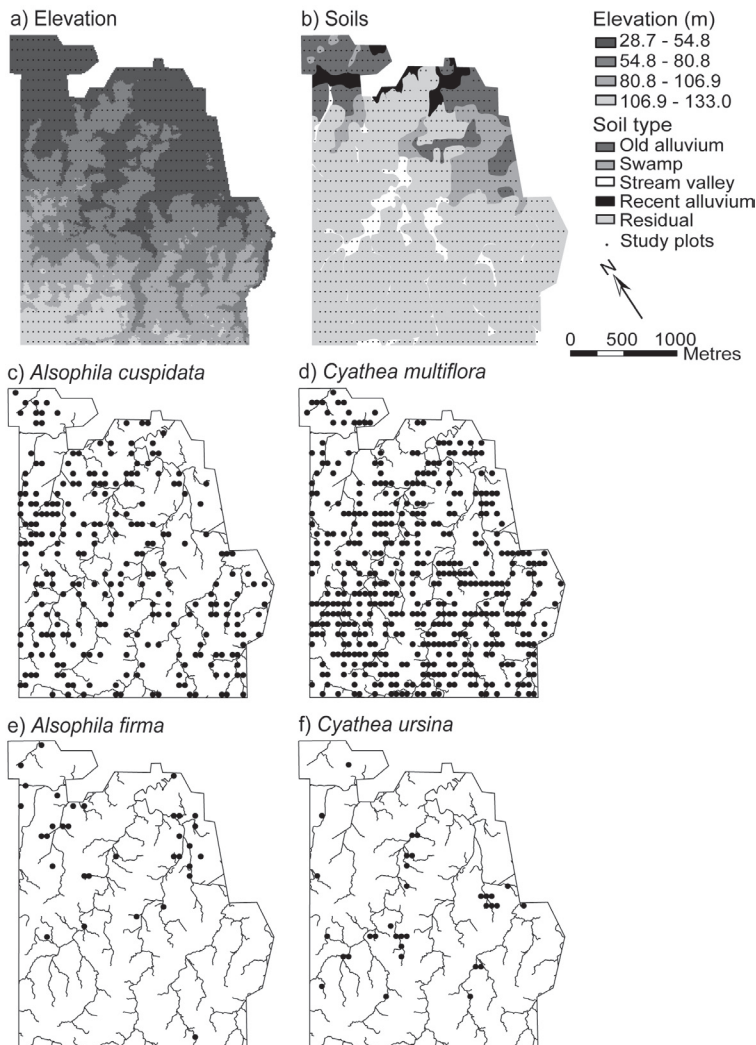 a) Elevation
b) Soils
Elevation (m)
28.7 - 54.8
54.8 - 80.8
80.8 - 106.9
106.9 - 133.0
Soil type
Old alluvium
Swamp
Stream valley
Recent alluvium
Residual
Study plots
N
0 500 1000
Metres
c) Alsophila cuspidata
d) Cyathea multiflora
e) Alsophila firma
f) Cyathea ursina